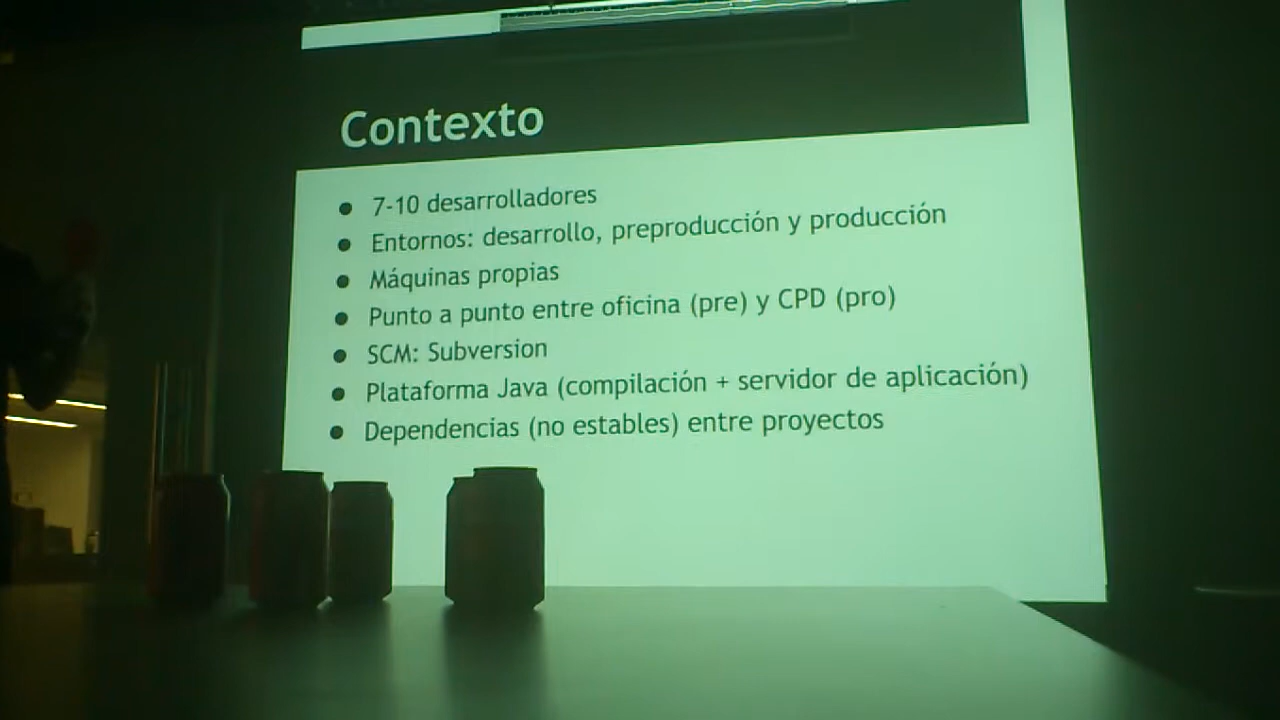 Contexto
7-10 desarrolladores
Entornos: desarrollo, preproducción y producción
Máquinas propias
Punto a punto entre oficina (pre) y CPD (pro)
SCM: Subversion
Plataforma Java (compilación + servidor de aplicación)
Dependencias (no estables) entre proyectos